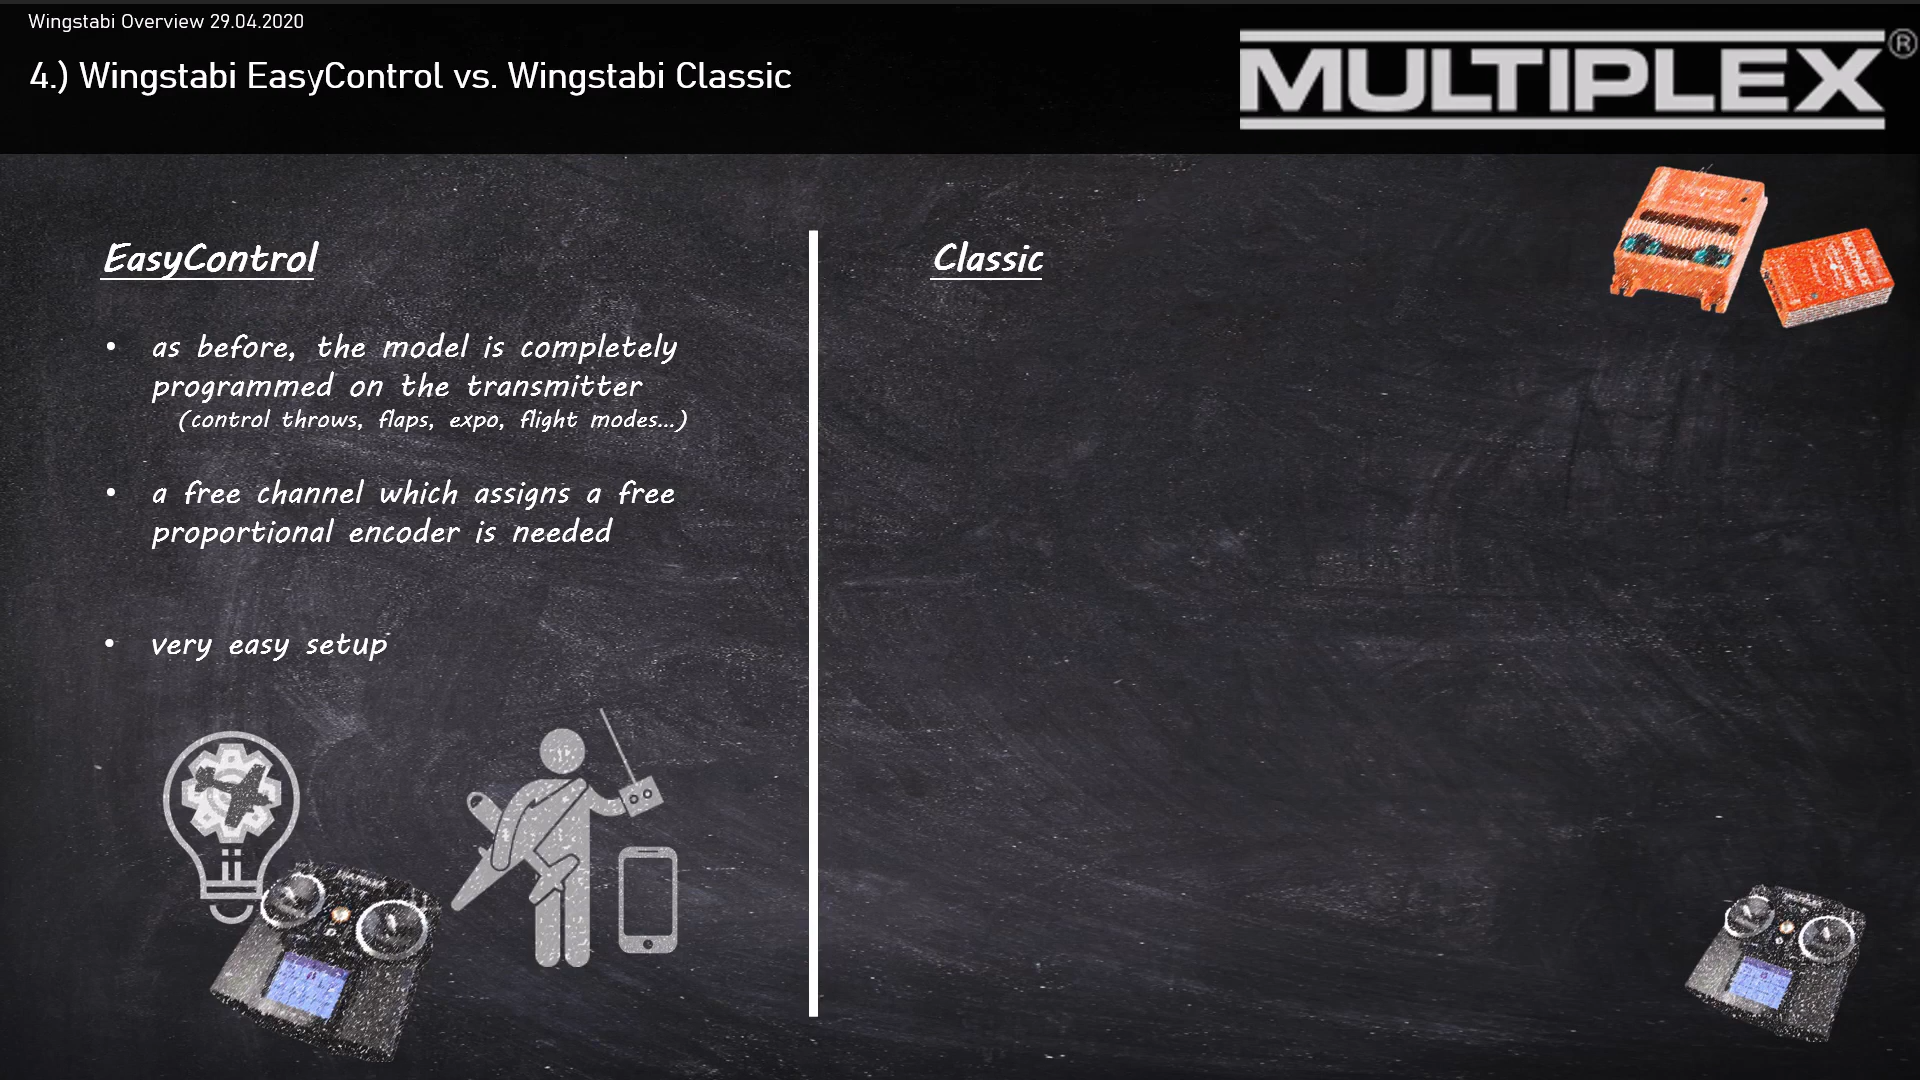 Wingstabi Overview 29.04.2020
4.) Wingstabi EasyControl vs. Wingstabi Classic
MULTIPLEX®
EasyControl
• as before, the model is completely
programmed on the transmitter
(control throws, flaps, expo, flight modes...)
• a free channel which assigns a free
proportional encoder is needed
• very easy setup
Classic